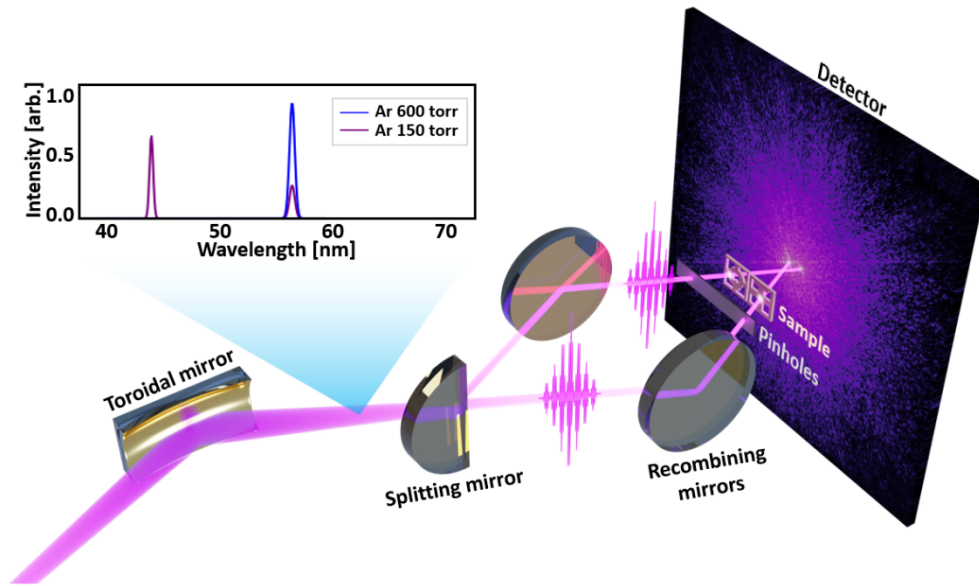 Detector
1.0
0.5
0.0
Intensity [arb.]
Ar 600 torr
Ar 150 torr
40 50 60 70
Wavelength [nm]
Sample
Pinholes
Toroidal mirror
Splitting mirror
Recombining
mirrors